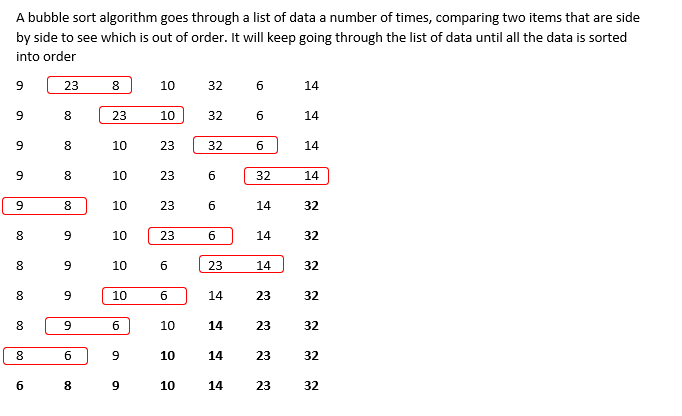 A bubble sort algorithm goes through a list of data a number of times, comparing two items that are side
by side to see which is out of order. It will keep going through the list of data until all the data is sorted
into order
9 23 8 10 32 6 14
9 8 23 10 32 6 14
9 8 10 23 32 6 14
9 8 10 23 6 32 14
9 8 10 23 6 14 32
8 9 10 23 6 14 32
8 9 10 6 23 14 32
8 9 10 6 14 23 32
8 9 6 10 14 23 32
8 6 9 10 14 23 32
6 8 9 10 14 23 32